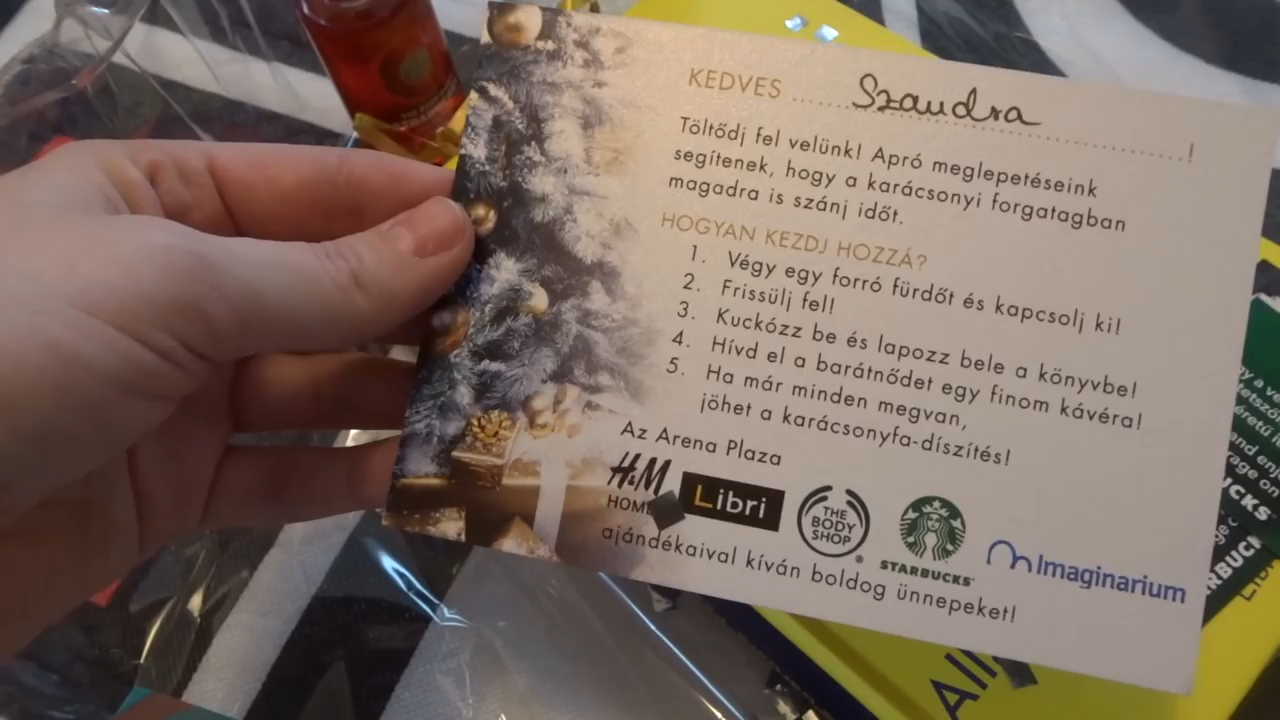 KEDVES Szandra !
Töltődj fel velünk! Apró meglepetéseink
segítenek, hogy a karácsonyi forgatagban
magadra is szánj időt.
HOGYAN KEZDJ HOZZÁ?
1. Végy egy forró fürdőt és kapcsolj ki!
2. Frissülj fel!
3. Kuckózz be és lapozz bele a könyvbe!
4. Hívd el a barátnődet egy finom kávéra!
5. Ha már minden megvan,
jöhet a karácsonyfa-díszítés!
Az Arena Plaza
H&M
HOME
Libri
THE
BODY
SHOP
STARBUCKS
Imaginarium
ajándékaival kíván boldog ünnepeket!